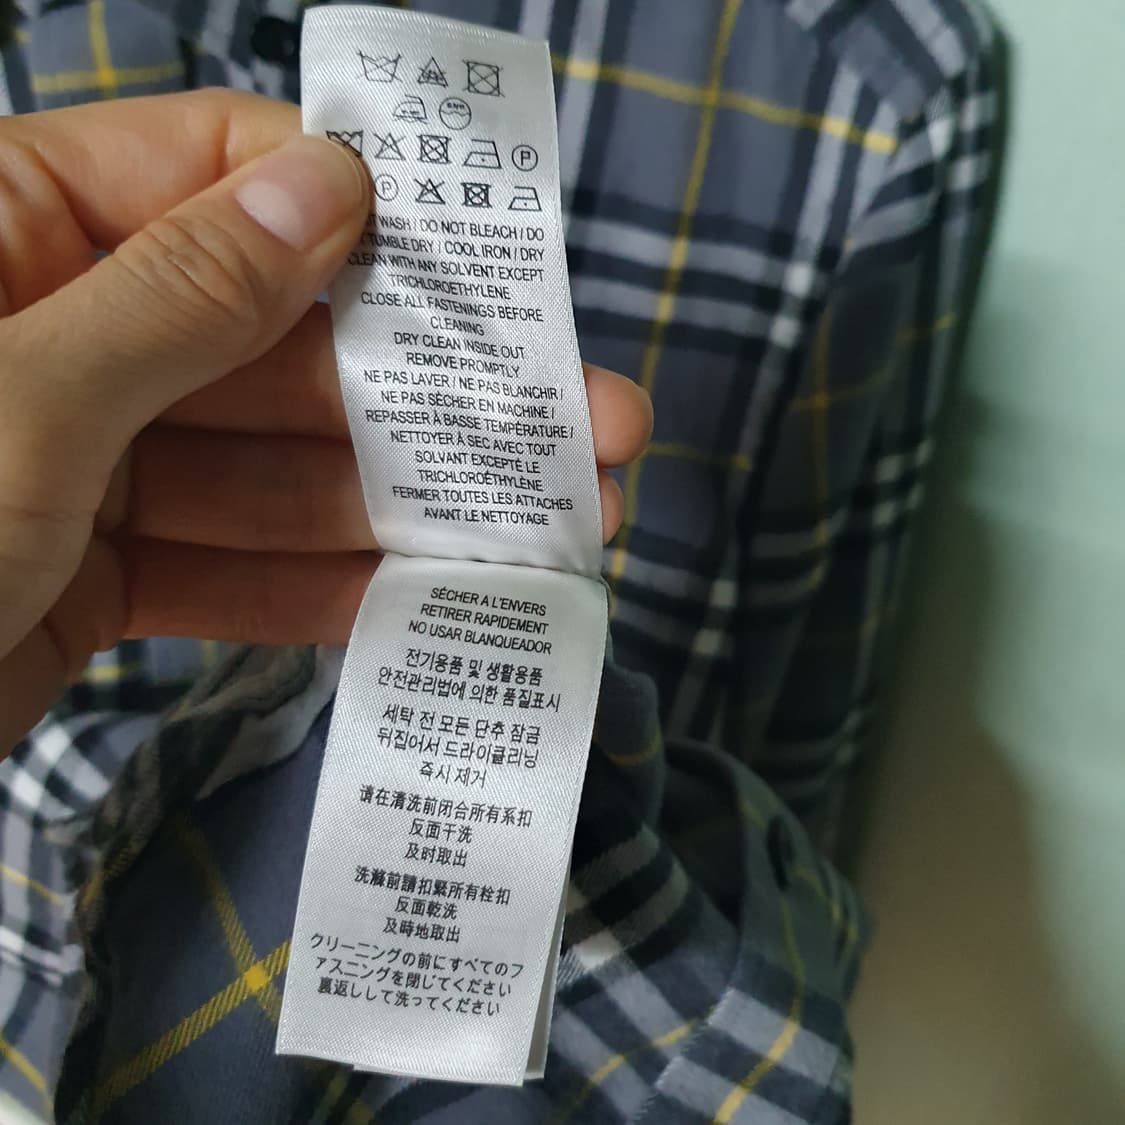 WASH / DO NOT BLEACH / DO
TUMBLE DRY / COOL IRON / DRY
CLEAN WITH ANY SOLVENT EXCEPT
TRICHLOROETHYLENE
CLOSE ALL FASTENINGS BEFORE
CLEANING
DRY CLEAN INSIDE OUT
REMOVE PROMPTLY
NE PAS LAVER / NE PAS BLANCHIR /
NE PAS SÉCHER EN MACHINE /
REPASSER À BASSE TEMPÉRATURE /
NETTOYER À SEC AVEC TOUT
SOLVANT EXCEPTÉ LE
TRICHLOROÉTHYLÈNE
FERMER TOUTES LES ATTACHES
AVANT LE NETTOYAGE
SÉCHER A L'ENVERS
RETIRER RAPIDEMENT
NO USAR BLANQUEADOR
전기용품 및 생활용품
안전관리법에 의한 품질표시
세탁 전 모든 단추 잠금
뒤집어서 드라이클리닝
즉시 제거
请在清洗前闭合所有系扣
反面干洗
及时取出
洗滌前請扣緊所有栓扣
反面乾洗
及時地取出
クリーニングの前にすべてのフ
ァスニングを閉じてください
裏返しして洗ってください